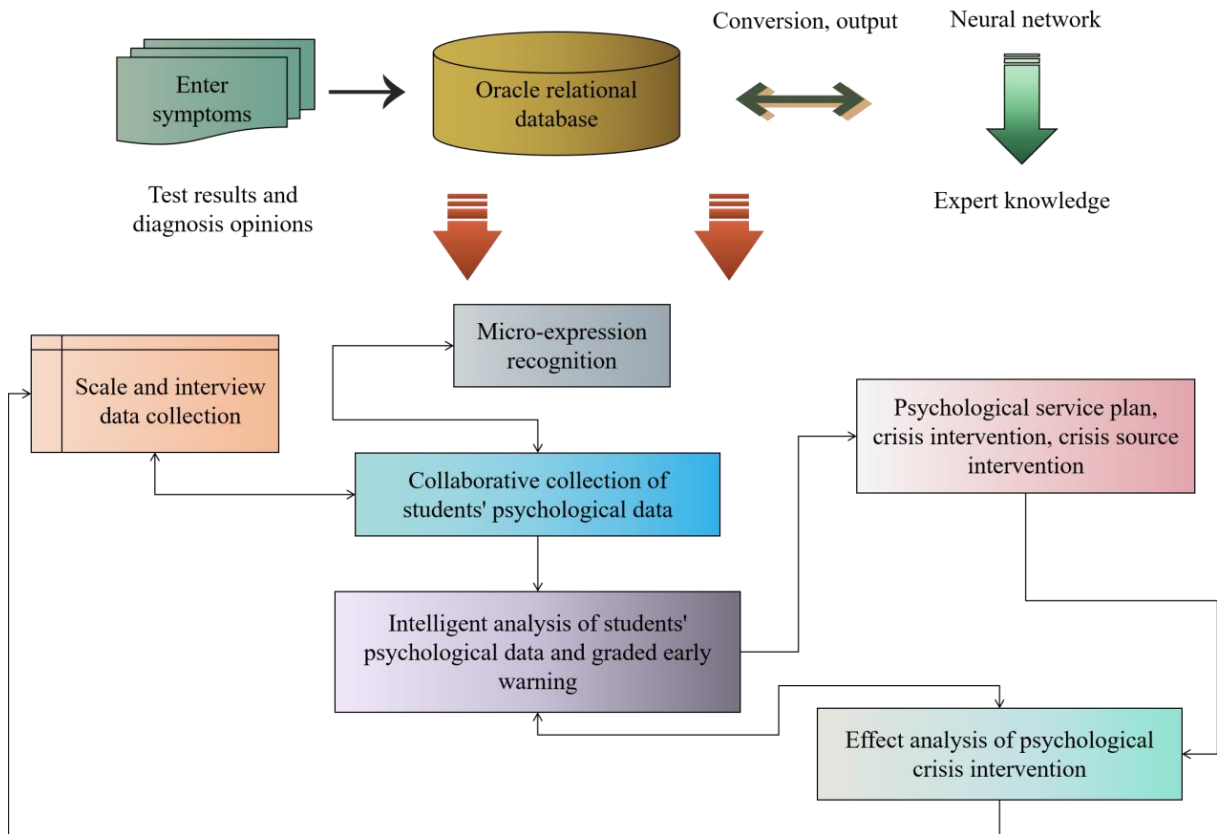 Conversion, output
Neural network
Enter
symptoms
Oracle relational
database
Test results and
diagnosis opinions
Expert knowledge
Micro-expression
recognition
Scale and interview
data collection
Psychological service plan,
crisis intervention, crisis source
intervention
Collaborative collection of
students' psychological data
Intelligent analysis of students'
psychological data and graded early
warning
Effect analysis of psychological
crisis intervention